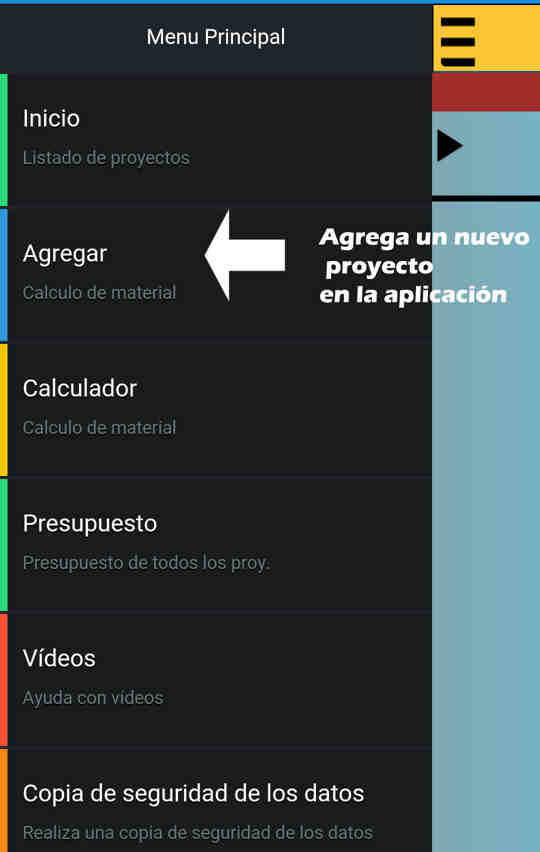 Menu Principal
Inicio
Listado de proyectos
Agregar
Calculo de material
Agrega un nuevo
proyecto
en la aplicación
Calculador
Calculo de material
Presupuesto
Presupuesto de todos los proy.
Vídeos
Ayuda con vídeos
Copia de seguridad de los datos
Realiza una copia de seguridad de los datos